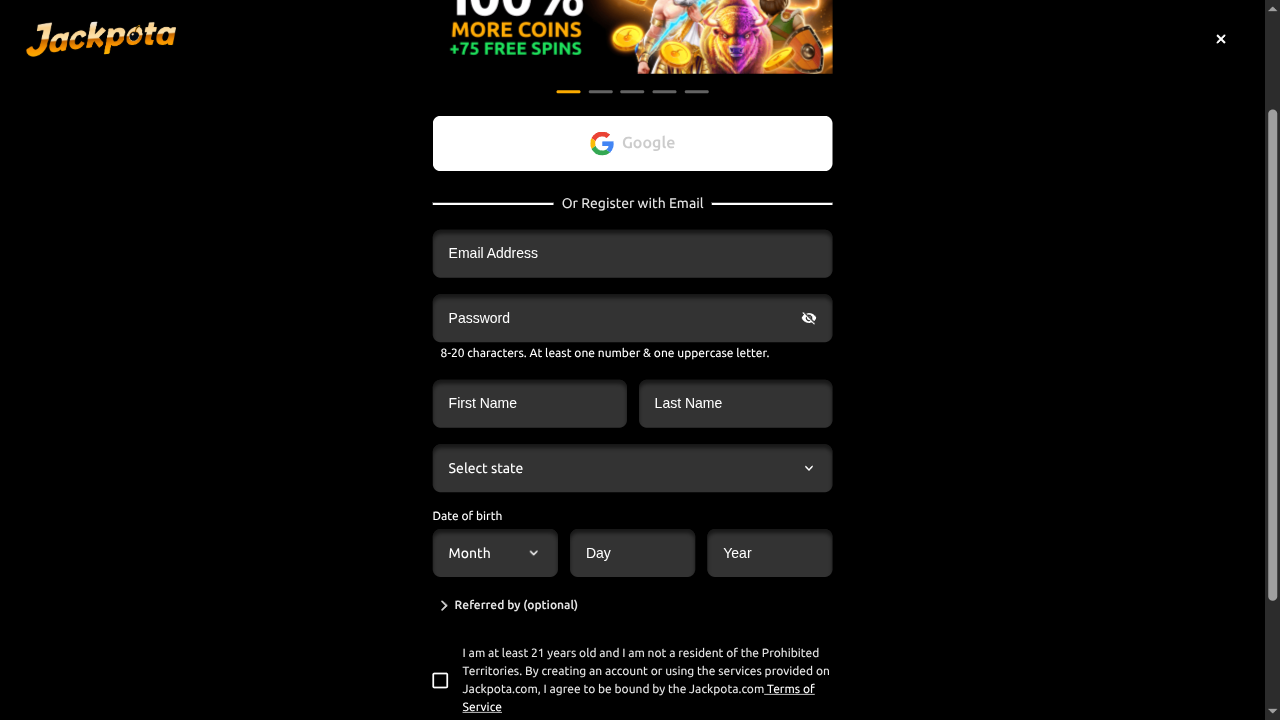 Jackpota
100%
MORE COINS
+75 FREE SPINS
Google
Or Register with Email
Email Address
Password
8-20 characters. At least one number & one uppercase letter.
First Name
Last Name
Select state
Date of birth
Month
Day
Year
Referred by (optional)
I am at least 21 years old and I am not a resident of the Prohibited
Territories. By creating an account or using the services provided on
Jackpota.com, I agree to be bound by the Jackpota.com Terms of
Service